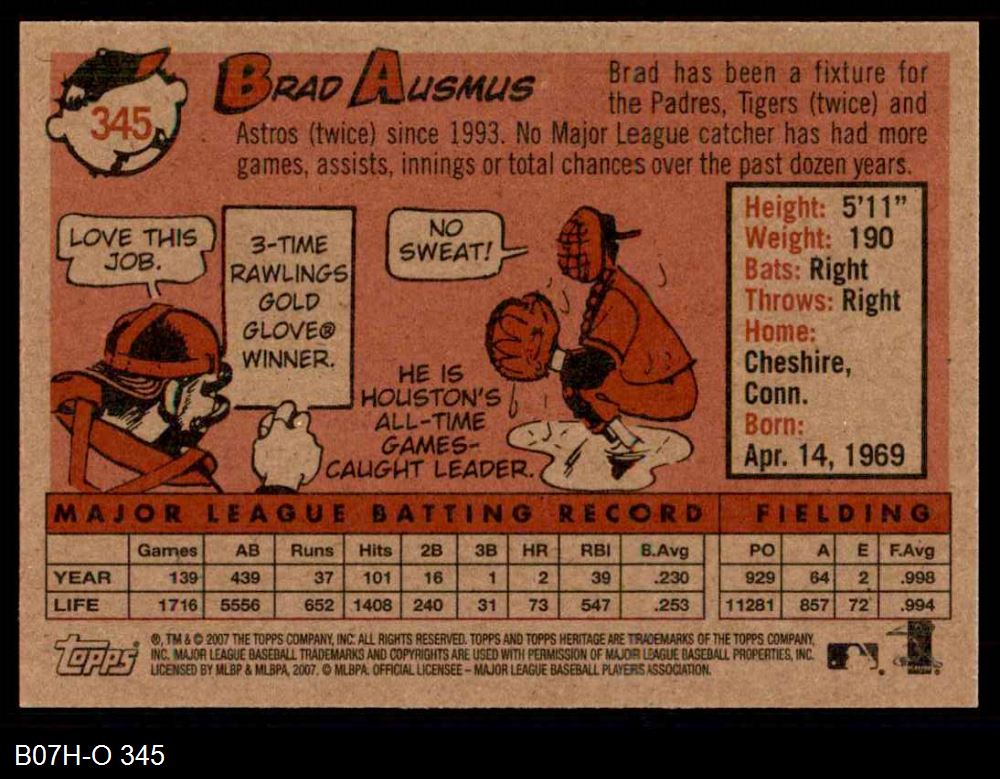 345
BRAD AUSMUS
Brad has been a fixture for
the Padres, Tigers (twice) and
Astros (twice) since 1993. No Major League catcher has had more
games, assists, innings or total chances over the past dozen years.
LOVE THIS
JOB.
3-TIME
RAWLINGS
GOLD
GLOVE®
WINNER.
NO
SWEAT!
HE IS
HOUSTON'S
ALL-TIME
GAMES-
CAUGHT LEADER.
Height: 5'11"
Weight: 190
Bats: Right
Throws: Right
Home:
Cheshire,
Conn.
Born:
Apr. 14, 1969
MAJOR LEAGUE BATTING RECORD FIELDING
Games AB Runs Hits 2B 3B HR RBI B.Avg PO A E F.Avg
YEAR 139 439 37 101 16 1 2 39 .230 929 64 2 .998
LIFE 1716 5556 652 1408 240 31 73 547 .253 11281 857 72 .994
Topps
®, TM & © 2007 THE TOPPS COMPANY, INC. ALL RIGHTS RESERVED. TOPPS AND TOPPS HERITAGE ARE TRADEMARKS OF THE TOPPS COMPANY,
INC. MAJOR LEAGUE BASEBALL TRADEMARKS AND COPYRIGHTS ARE USED WITH PERMISSION OF MAJOR LEAGUE BASEBALL PROPERTIES, INC.
LICENSED BY MLBP & MLBPA, 2007. © MLBPA. OFFICIAL LICENSEE – MAJOR LEAGUE BASEBALL PLAYERS ASSOCIATION.
B07H-O 345